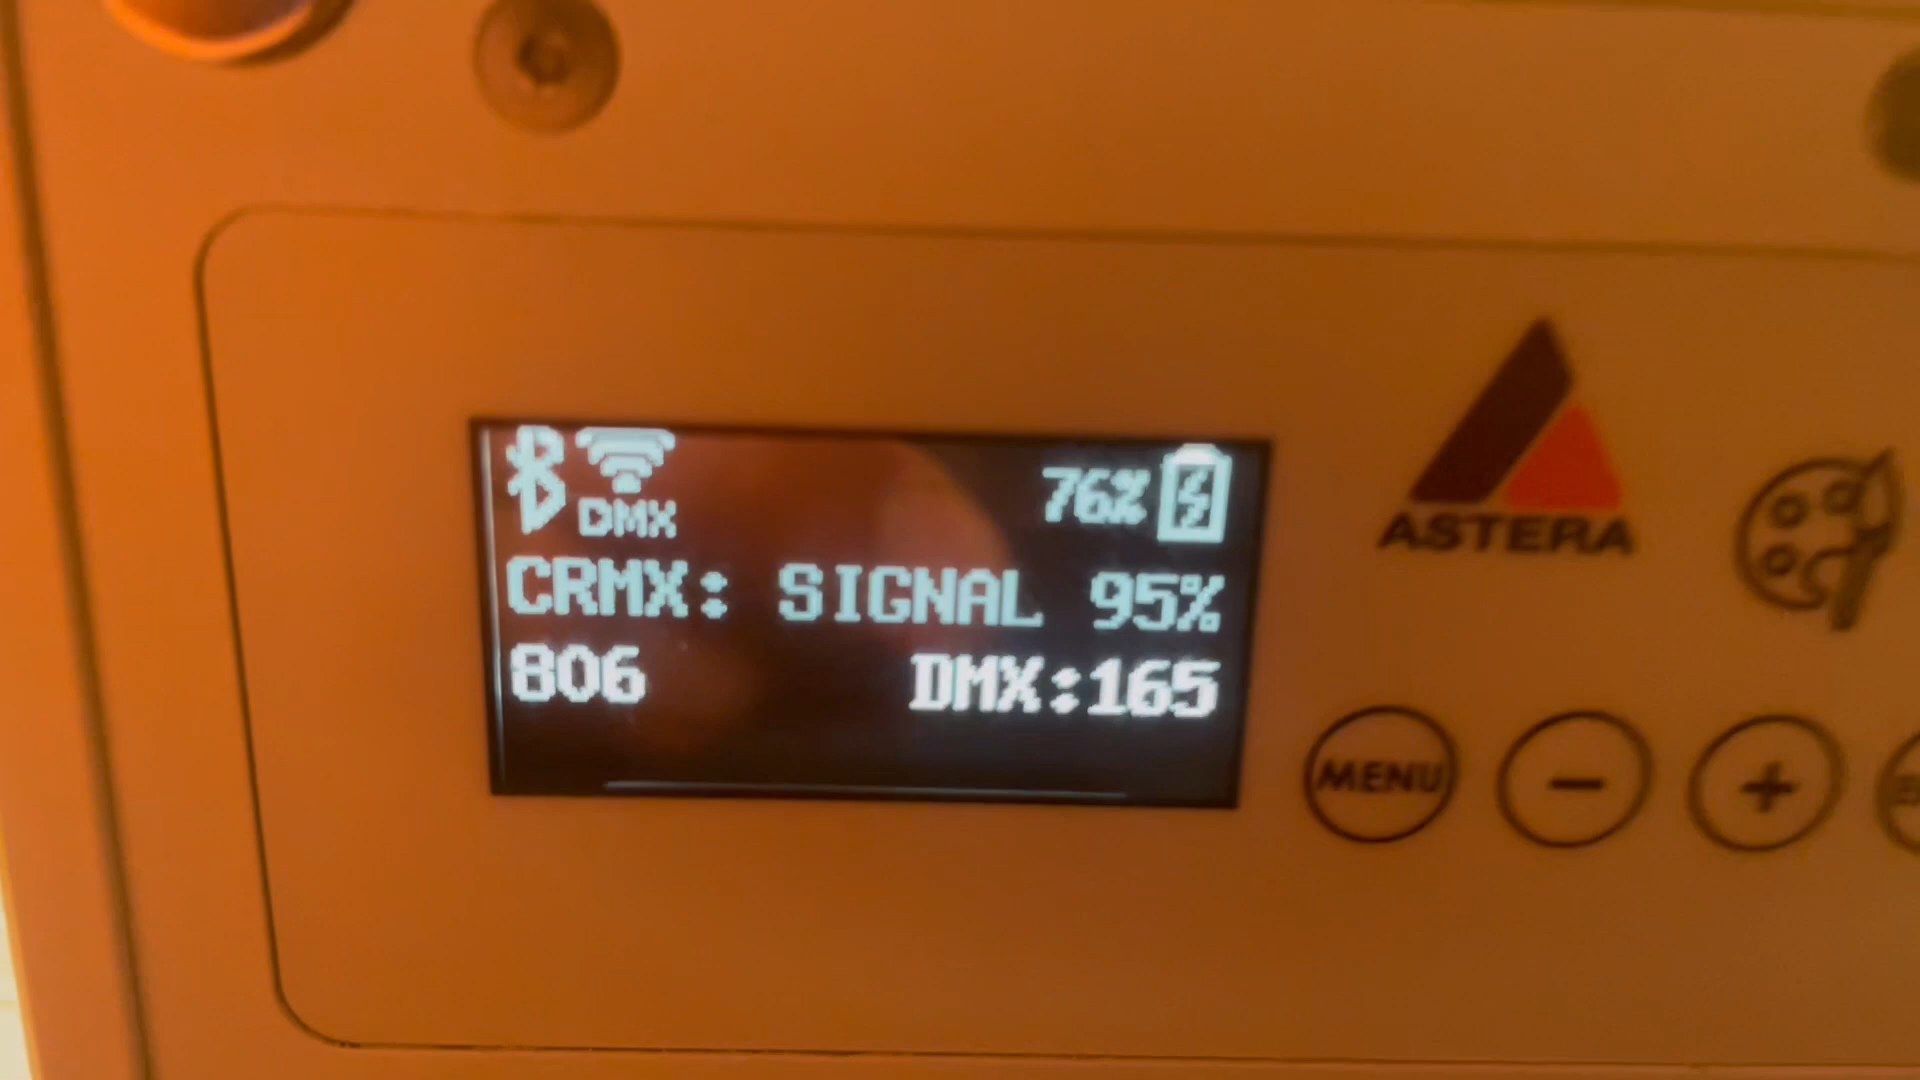 DMX 76%
CRMX: SIGNAL 95%
806 DMX:165
ASTERA
MENU - +